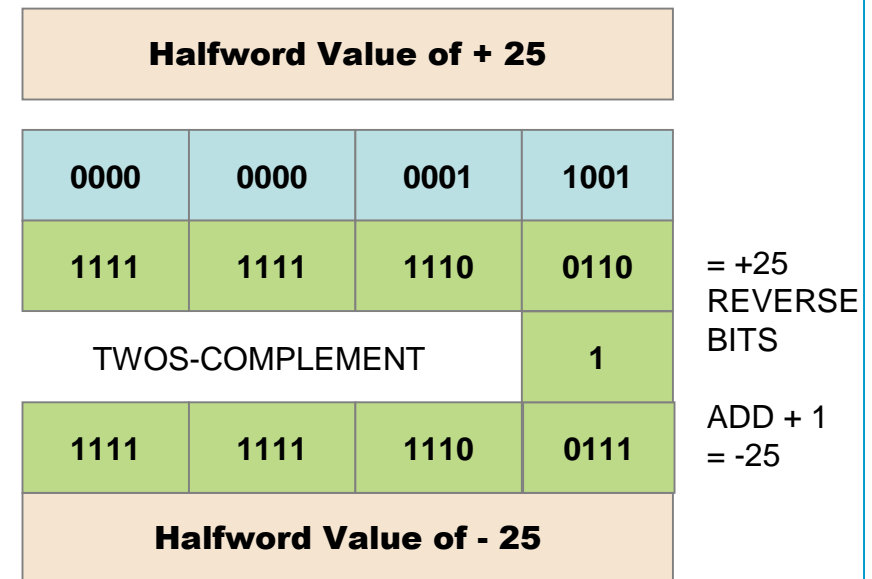 Halfword Value of + 25
0000 0000 0001 1001
1111 1111 1110 0110
= +25
REVERSE
BITS
TWOS-COMPLEMENT 1
ADD + 1
= -25
1111 1111 1110 0111
Halfword Value of - 25